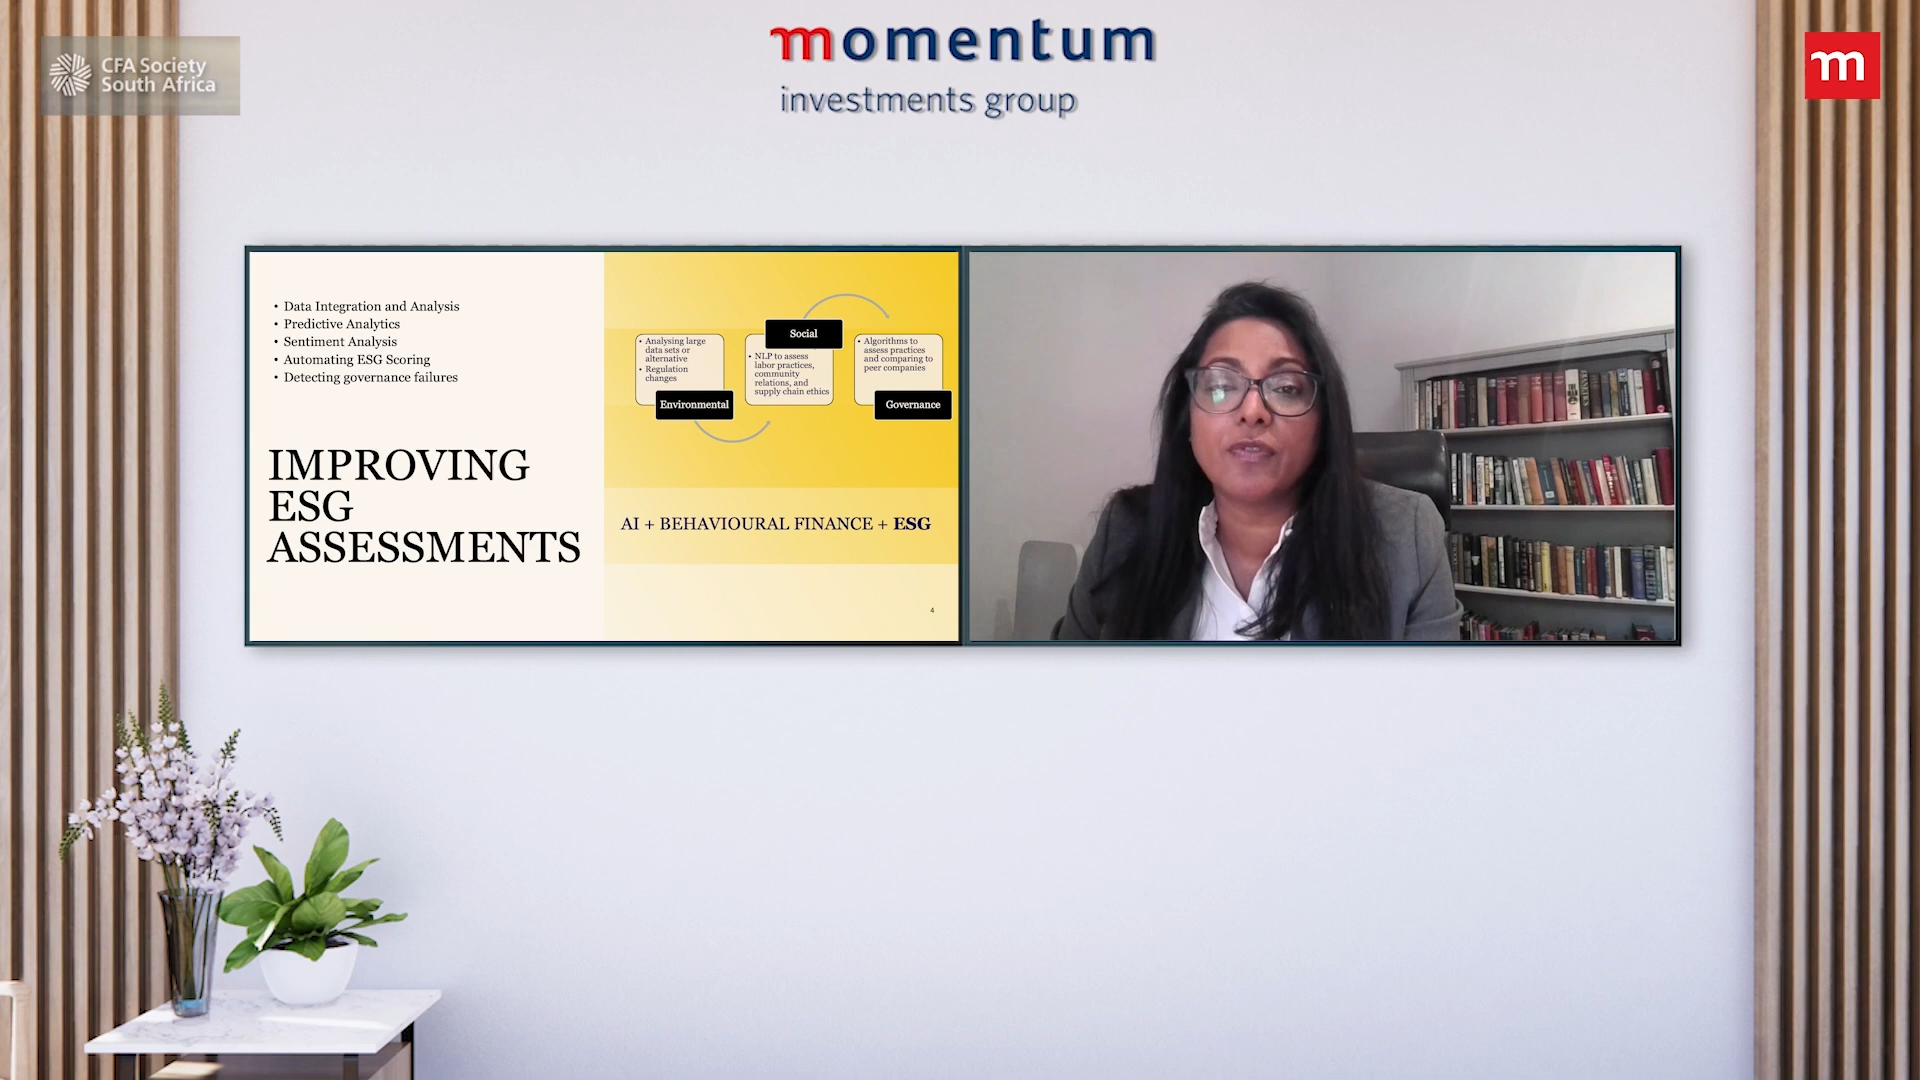 CFA Society
South Africa
momentum
investments group
m
• Data Integration and Analysis
• Predictive Analytics
• Sentiment Analysis
• Automating ESG Scoring
• Detecting governance failures
IMPROVING
ESG
ASSESSMENTS
• Analysing large
data sets or
alternative
• Regulation
changes
Environmental
Social
• NLP to assess
labor practices,
community
relations, and
supply chain ethics
• Algorithms to
assess practices
and comparing to
peer companies
Governance
AI + BEHAVIOURAL FINANCE + ESG
4